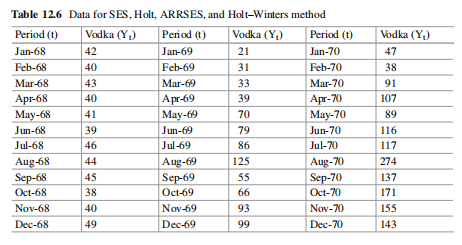 Table 12.6 Data for SES, Holt, ARRSES, and Holt–Winters method
Period (t) Vodka (Yt) Period (t) Vodka (Yt) Period (t) Vodka (Yt)
Jan-68 42 Jan-69 21 Jan-70 47
Feb-68 40 Feb-69 31 Feb-70 38
Mar-68 43 Mar-69 33 Mar-70 91
Apr-68 40 Apr-69 39 Apr-70 107
May-68 41 May-69 70 May-70 89
Jun-68 39 Jun-69 79 Jun-70 116
Jul-68 46 Jul-69 86 Jul-70 117
Aug-68 44 Aug-69 125 Aug-70 274
Sep-68 45 Sep-69 55 Sep-70 137
Oct-68 38 Oct-69 66 Oct-70 171
Nov-68 40 Nov-69 93 Nov-70 155
Dec-68 49 Dec-69 99 Dec-70 143